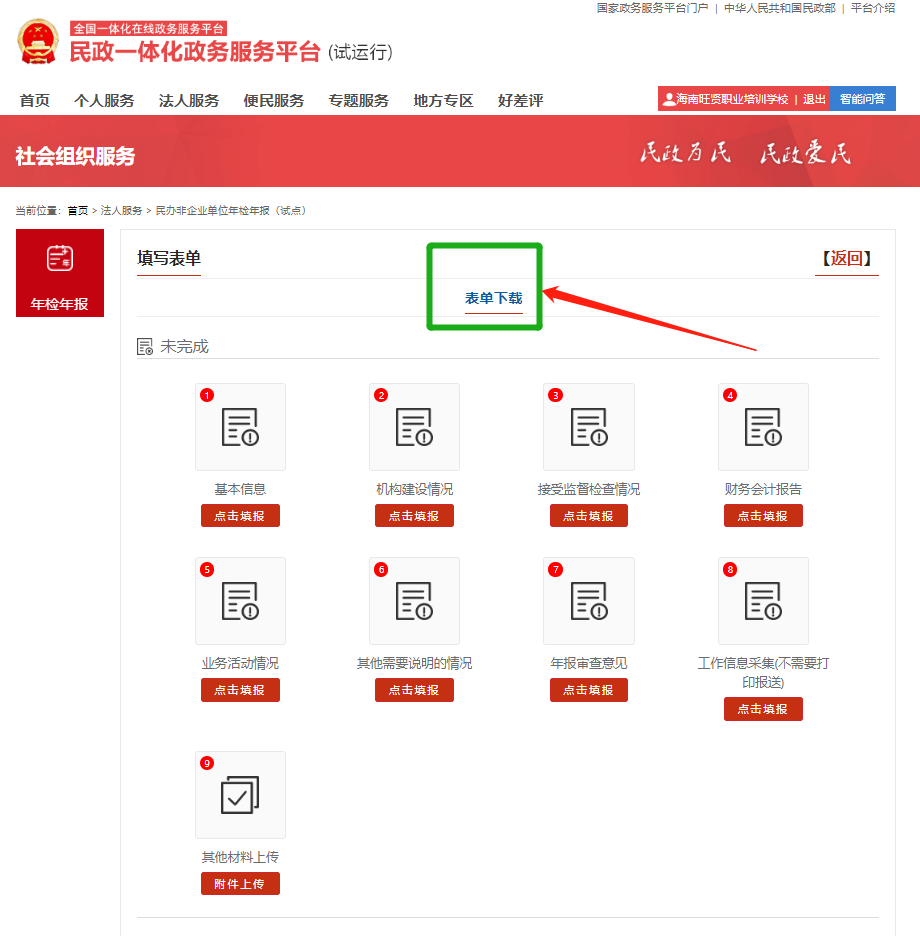 国家政务服务平台门户 | 中华人民共和国民政部 | 平台介绍
全国一体化在线政务服务平台
民政一体化政务服务平台 (试运行)
首页 个人服务 法人服务 便民服务 专题服务 地方专区 好差评
海南旺贤职业培训学校 | 退出 智能问答
社会组织服务
民政为民 民政爱民
当前位置: 首页 > 法人服务 > 民办非企业单位年检年报（试点）
年
年检年报
填写表单
【返回】
表单下载
未完成
1 2 3 4
基本信息 机构建设情况 接受监督检查情况 财务会计报告
点击填报 点击填报 点击填报 点击填报
5 6 7 8
业务活动情况 其他需要说明的情况 年报审查意见 工作信息采集(不需要打
印报送)
点击填报 点击填报 点击填报 点击填报
9
其他材料上传
附件上传